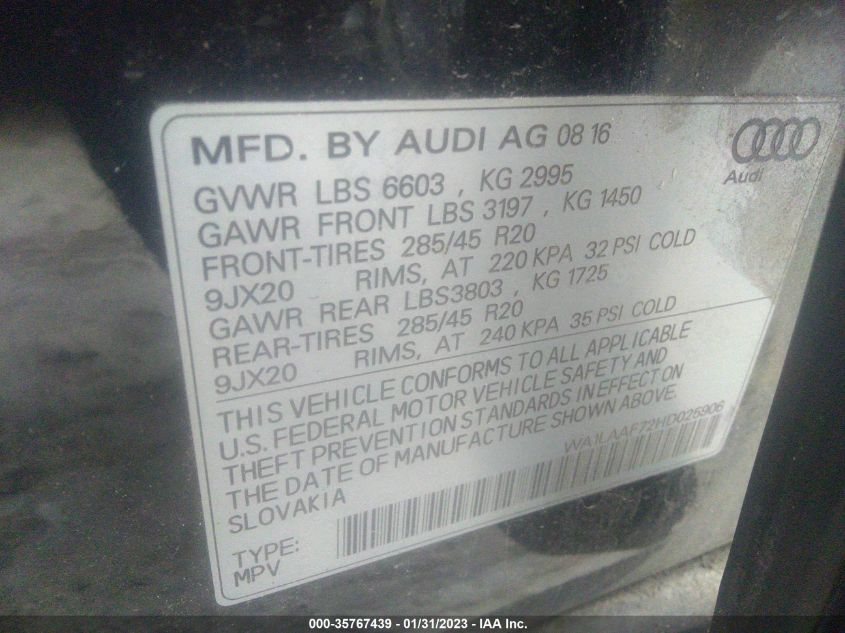 MFD. BY AUDI AG 08 16
Audi
GVWR LBS 6603 , KG 2995
GAWR FRONT LBS 3197 , KG 1450
FRONT-TIRES 285/45 R20
9JX20 RIMS, AT 220 KPA 32 PSI COLD
GAWR REAR LBS3803 , KG 1725
REAR-TIRES 285/45 R20
9JX20 RIMS, AT 240 KPA 35 PSI COLD
THIS VEHICLE CONFORMS TO ALL APPLICABLE
U.S. FEDERAL MOTOR VEHICLE SAFETY AND
THEFT PREVENTION STANDARDS IN EFFECT ON
THE DATE OF MANUFACTURE SHOWN ABOVE.
SLOVAKIA
WA1LAAF72HD025906
TYPE:
MPV
000-35767439 - 01/31/2023 - IAA Inc.